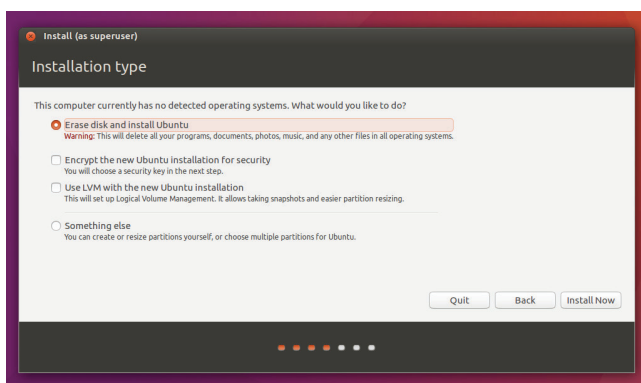 Install (as superuser)
Installation type
This computer currently has no detected operating systems. What would you like to do?
Erase disk and install Ubuntu
Warning: This will delete all your programs, documents, photos, music, and any other files in all operating systems.
Encrypt the new Ubuntu installation for security
You will choose a security key in the next step.
Use LVM with the new Ubuntu installation
This will set up Logical Volume Management. It allows taking snapshots and easier partition resizing.
Something else
You can create or resize partitions yourself, or choose multiple partitions for Ubuntu.
Quit Back Install Now